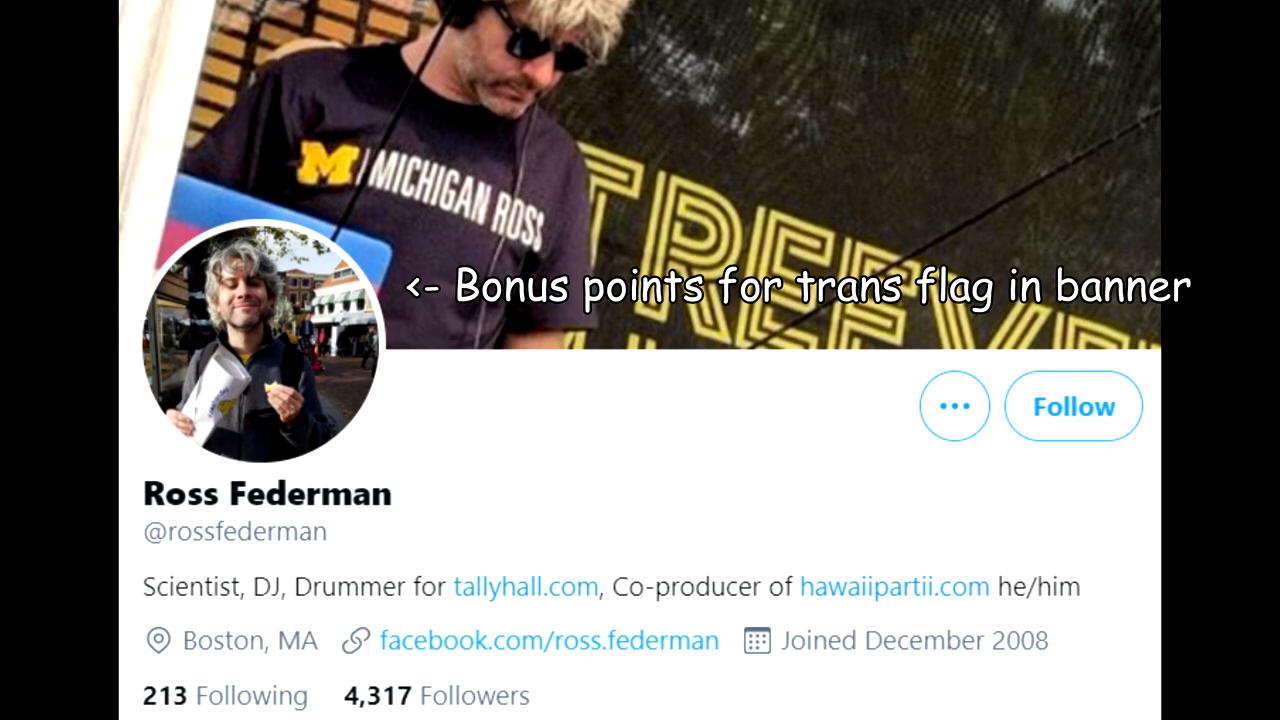 M | MICHIGAN ROSS
<- Bonus points for trans flag in banner
Follow
Ross Federman
@rossfederman
Scientist, DJ, Drummer for tallyhall.com, Co-producer of hawaiipartii.com he/him
Boston, MA facebook.com/ross.federman Joined December 2008
213 Following 4,317 Followers